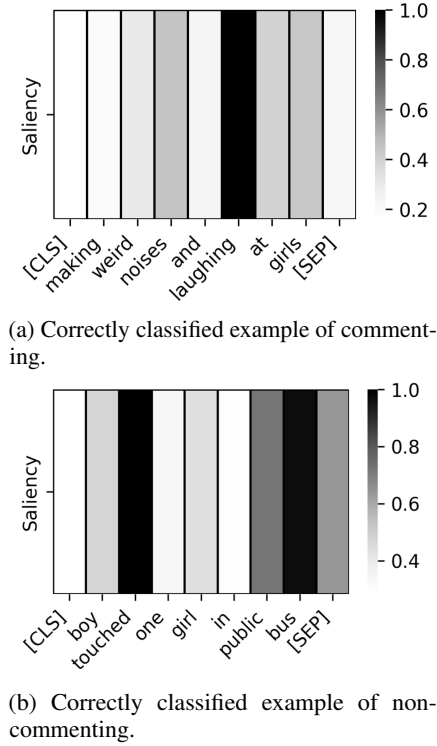 1.0
0.8
0.6
0.4
0.2
Saliency
[CLS]
making
weird
noises
and
laughing
at
girls
[SEP]
(a) Correctly classified example of comment-
ing.
1.0
0.8
0.6
0.4
Saliency
[CLS]
boy
touched
one
girl
in
public
bus
[SEP]
(b) Correctly classified example of non-
commenting.